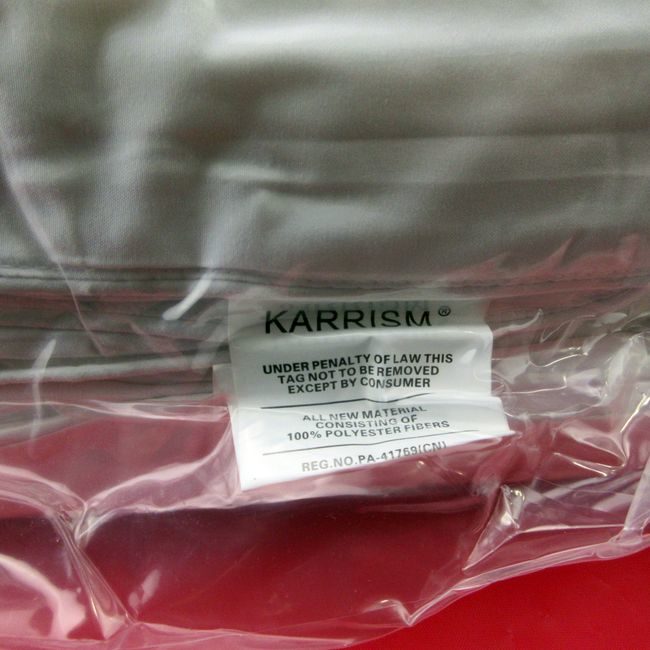 KARRISM®
UNDER PENALTY OF LAW THIS
TAG NOT TO BE REMOVED
EXCEPT BY CONSUMER
ALL NEW MATERIAL
CONSISTING OF
100% POLYESTER FIBERS
REG.NO.PA-41769(CN)